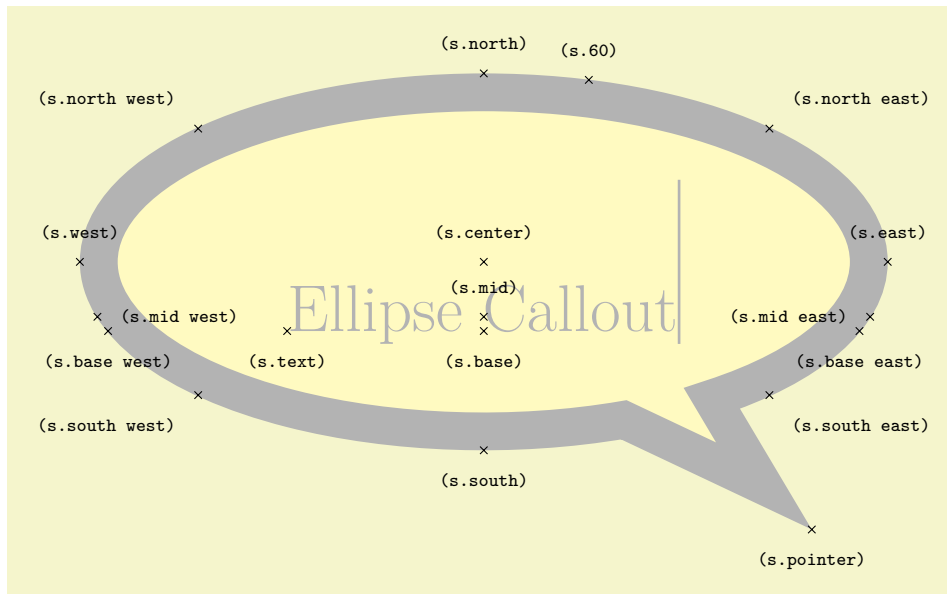 (s.north)
(s.60)
(s.north west)
(s.north east)
(s.west)
(s.center)
(s.east)
(s.mid)
Ellipse Callout
(s.mid west)
(s.mid east)
(s.base west)
(s.text)
(s.base)
(s.base east)
(s.south west)
(s.south east)
(s.south)
(s.pointer)